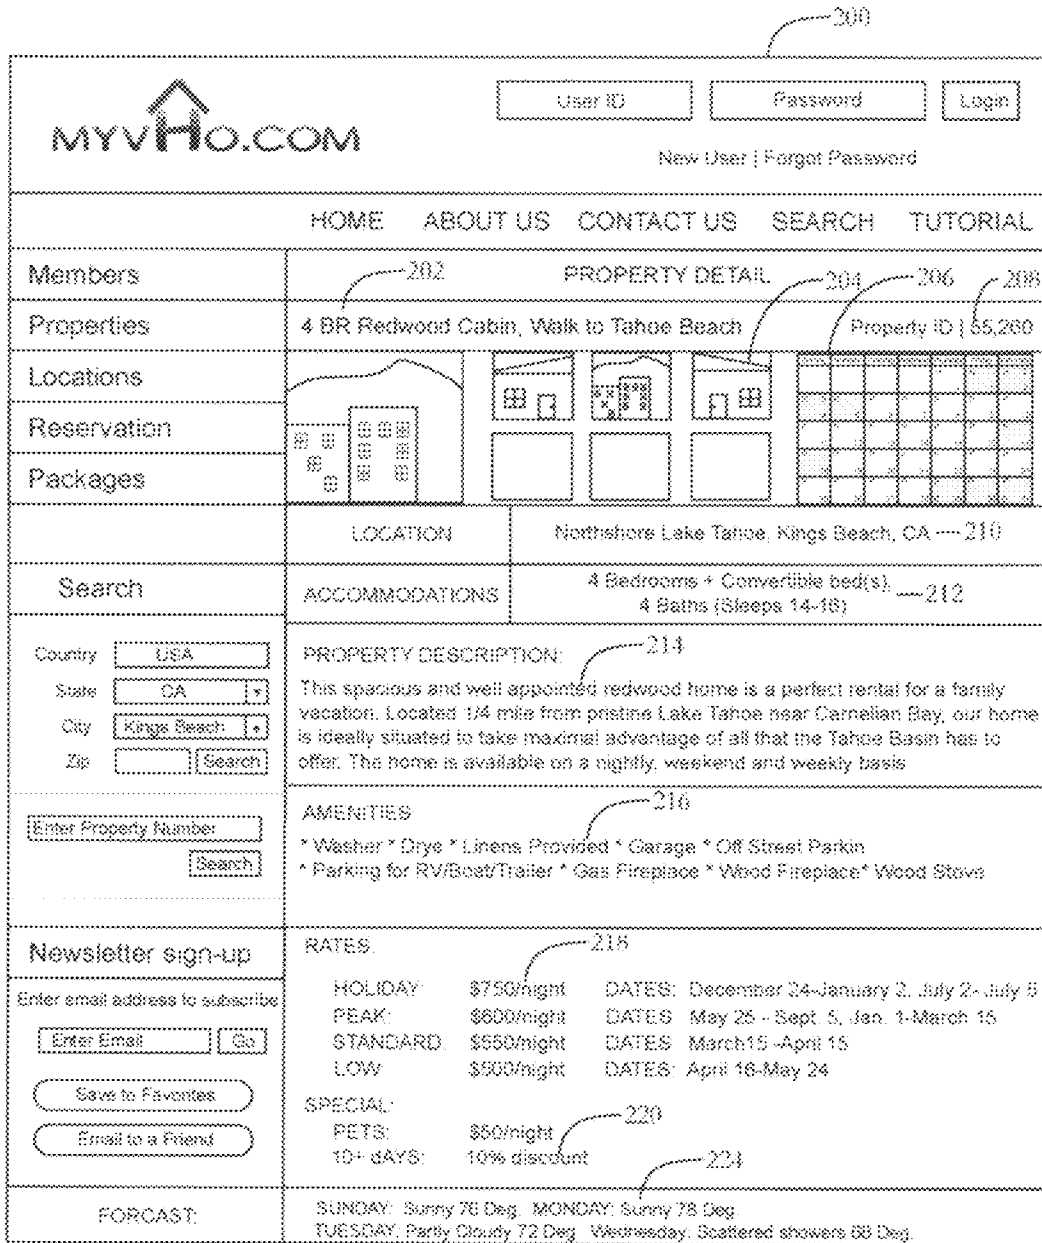 200
MYVHO.COM
User ID
Password
Login
New User | Forgot Password
HOME ABOUT US CONTACT US SEARCH TUTORIAL
Members
Properties
Locations
Reservation
Packages
202
PROPERTY DETAIL
204
206
208
4 BR Redwood Cabin, Walk to Tahoe Beach
Property ID | 55,260
LOCATION
Northshore Lake Tahoe, Kings Beach, CA
210
ACCOMMODATIONS
4 Bedrooms + Convertible bed(s),
4 Baths (Sleeps 14-16)
212
Search
Country USA
State CA
City Kings Beach
Zip
Search
Enter Property Number
Search
PROPERTY DESCRIPTION:
214
This spacious and well appointed redwood home is a perfect rental for a family
vacation. Located 1/4 mile from pristine Lake Tahoe near Carnelian Bay, our home
is ideally situated to take maximal advantage of all that the Tahoe Basin has to
offer. The home is available on a nightly, weekend and weekly basis
AMENITIES
216
* Washer * Drye * Linens Provided * Garage * Off Street Parkin
* Parking for RV/Boat/Trailer * Gas Fireplace * Wood Fireplace* Wood Stove
Newsletter sign-up
Enter email address to subscribe
Enter Email
Go
Save to Favorites
Email to a Friend
RATES:
218
HOLIDAY: $750/night DATES: December 24-January 2, July 2- July 5
PEAK: $600/night DATES: May 25 - Sept. 5, Jan. 1-March 15
STANDARD: $550/night DATES: March15 -April 15
LOW: $500/night DATES: April 16-May 24
SPECIAL:
220
PETS: $50/night
10+ dAYS: 10% discount
224
FORCAST:
SUNDAY: Sunny 76 Deg. MONDAY: Sunny 78 Deg
TUESDAY: Partly Cloudy 72 Deg Wednesday: Scattered showers 68 Deg.